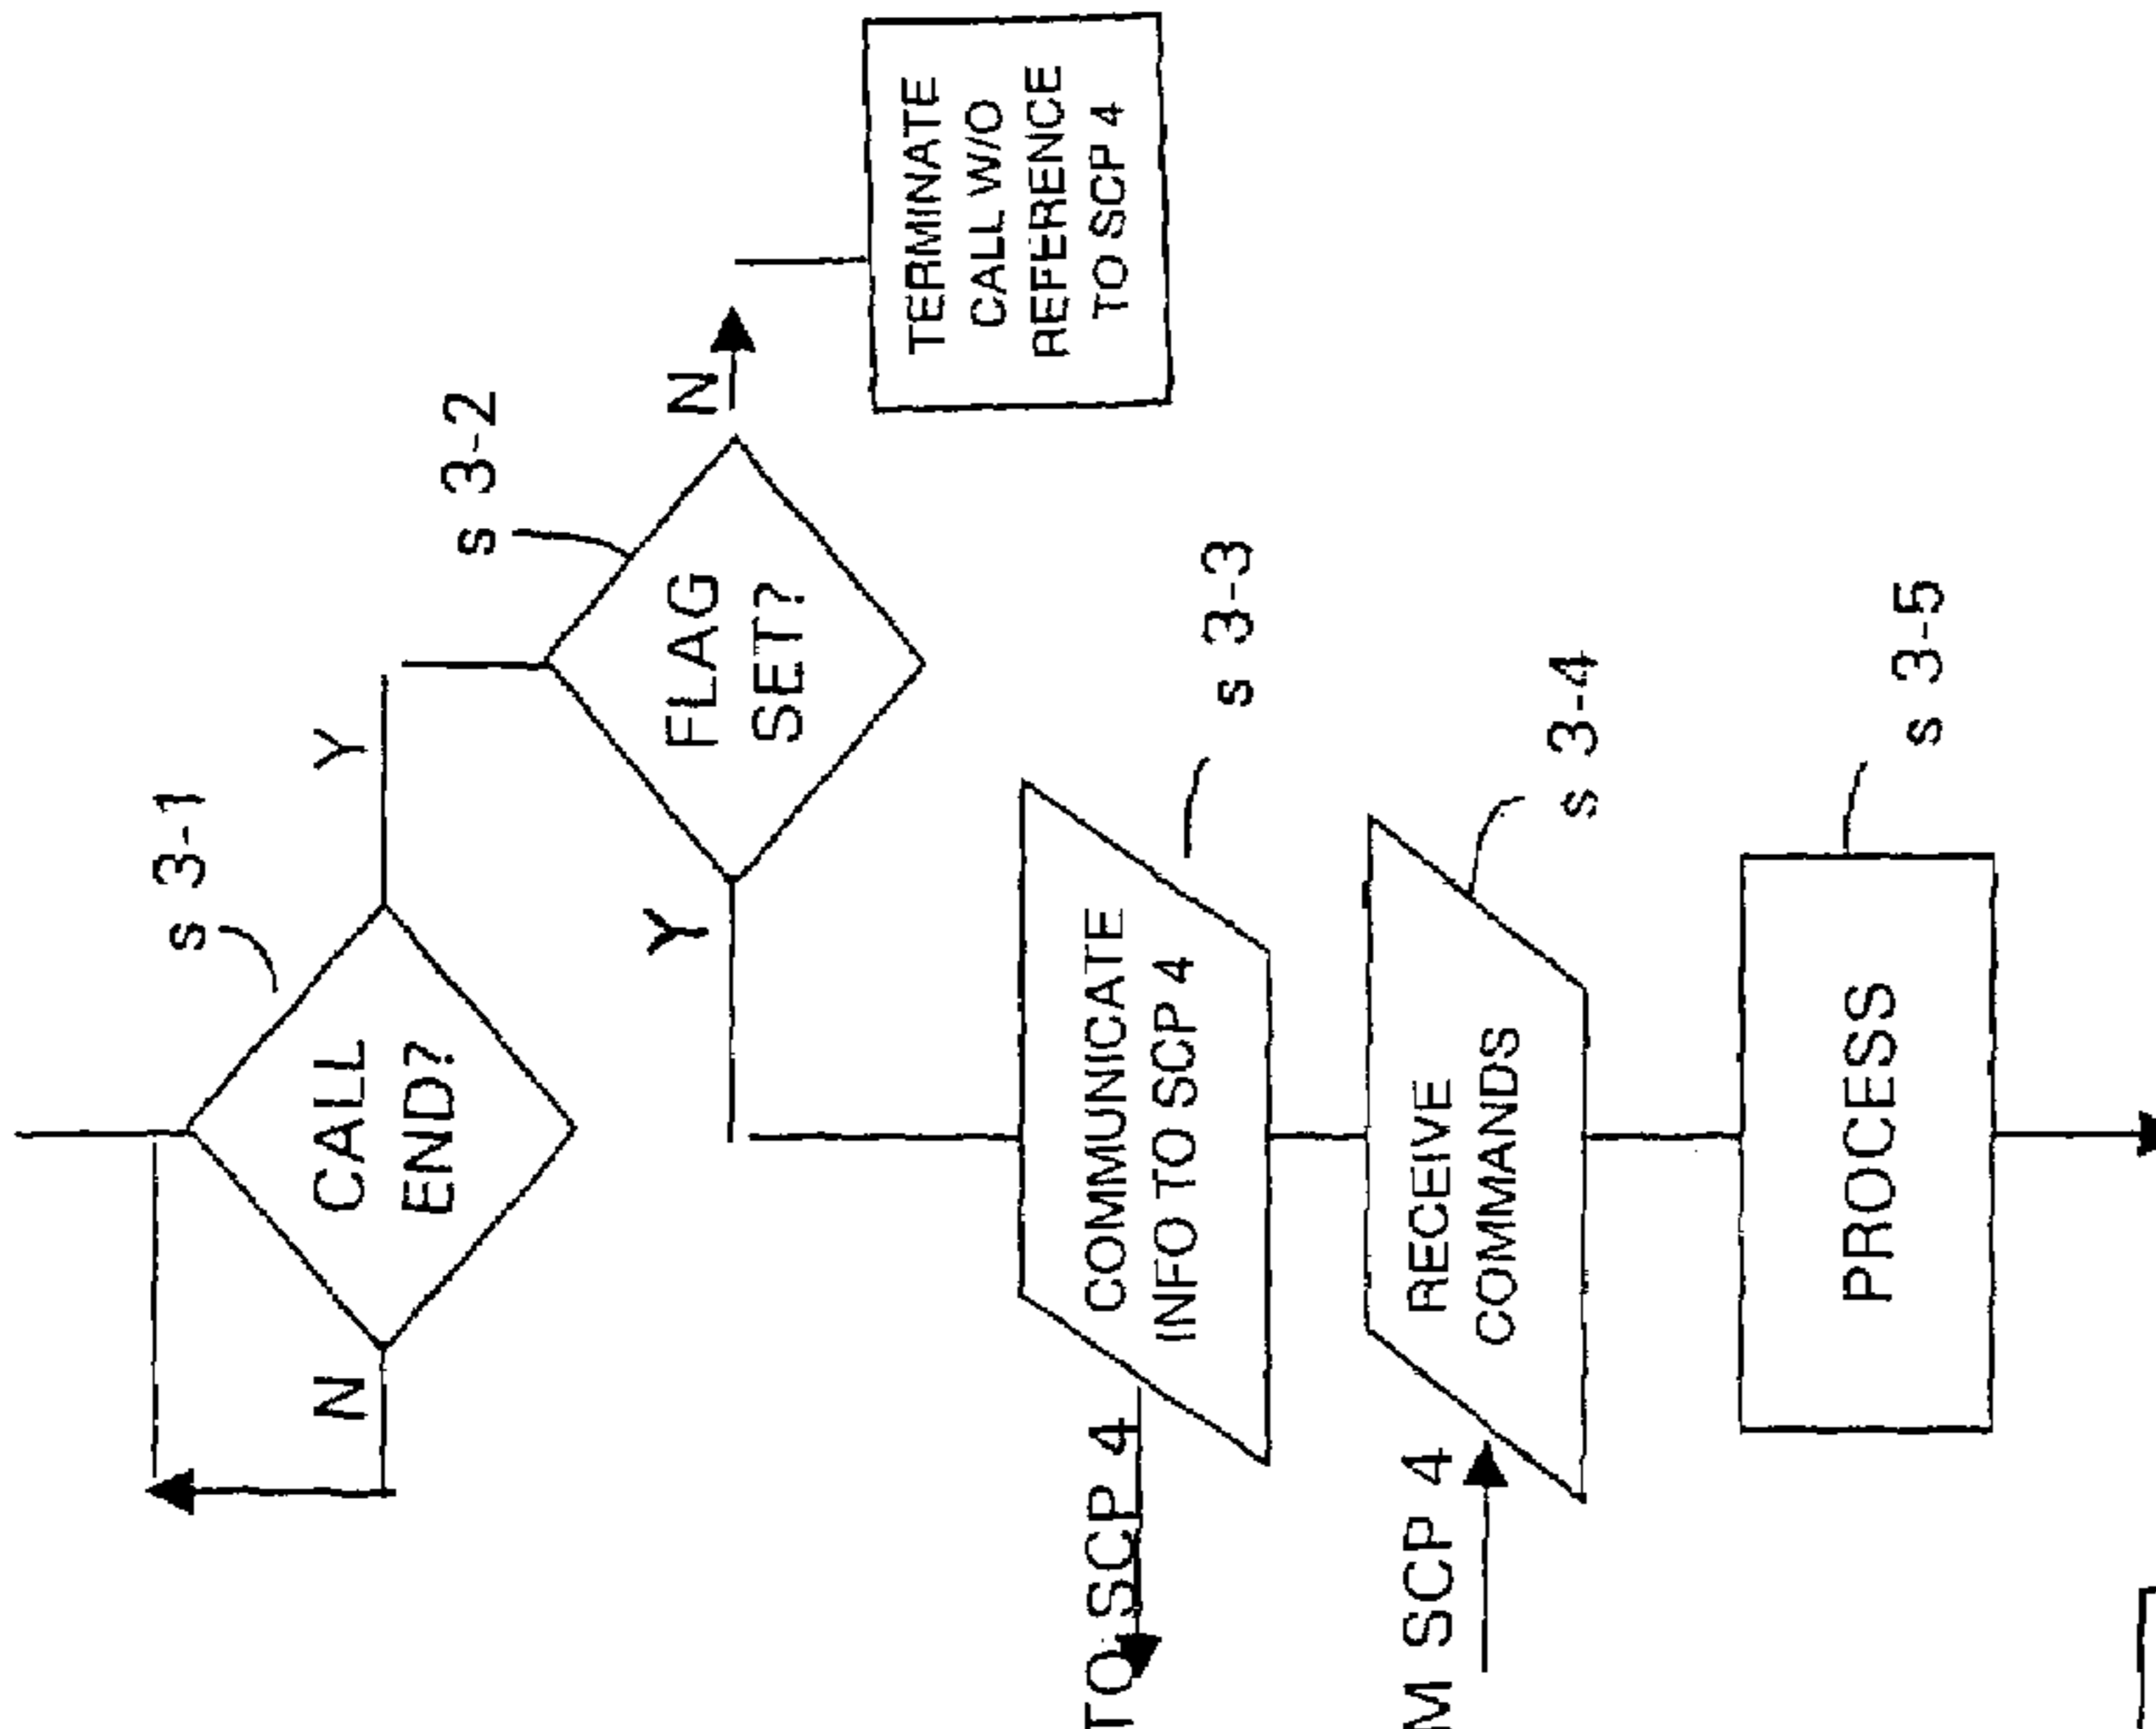 s 3-1
CALL
END?
N
Y
s 3-2
FLAG
SET?
N
Y
TERMINATE
CALL W/O
REFERENCE
TO SCP 4
s 3-3
COMMUNICATE
INFO TO SCP 4
TO SCP 4
s 3-4
RECEIVE
COMMANDS
M SCP 4
s 3-5
PROCESS